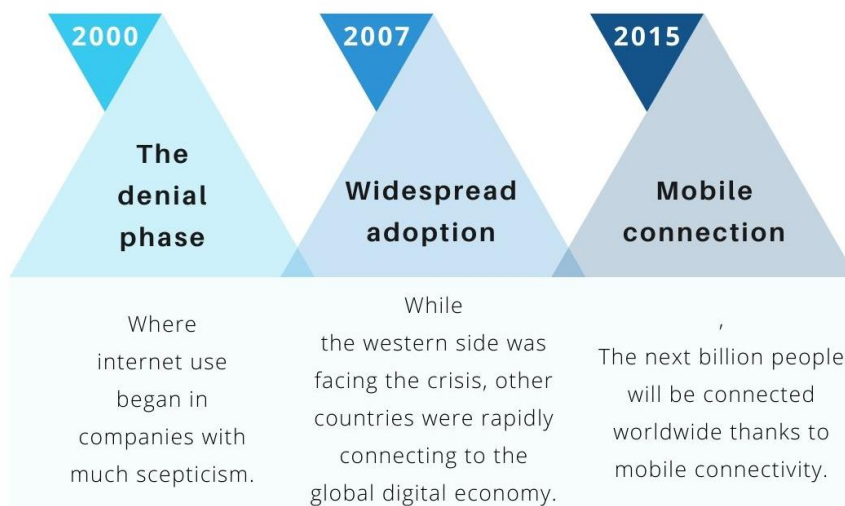 2000
The
denial
phase
Where
internet use
began in
companies with
much scepticism.
2007
Widespread
adoption
While
the western side was
facing the crisis, other
countries were rapidly
connecting to the
global digital economy.
2015
Mobile
connection
,
The next billion people
will be connected
worldwide thanks to
mobile connectivity.